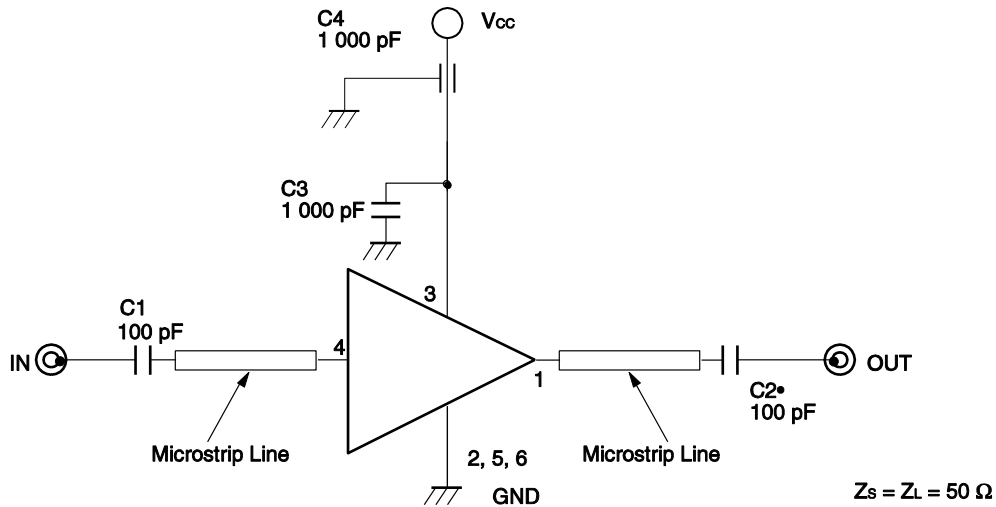 C4
1 000 pF
Vcc
C3
1 000 pF
3
C1
100 pF
IN
4
1
OUT
C2•
100 pF
Microstrip Line
Microstrip Line
2, 5, 6
GND
ZS = ZL = 50 Ω